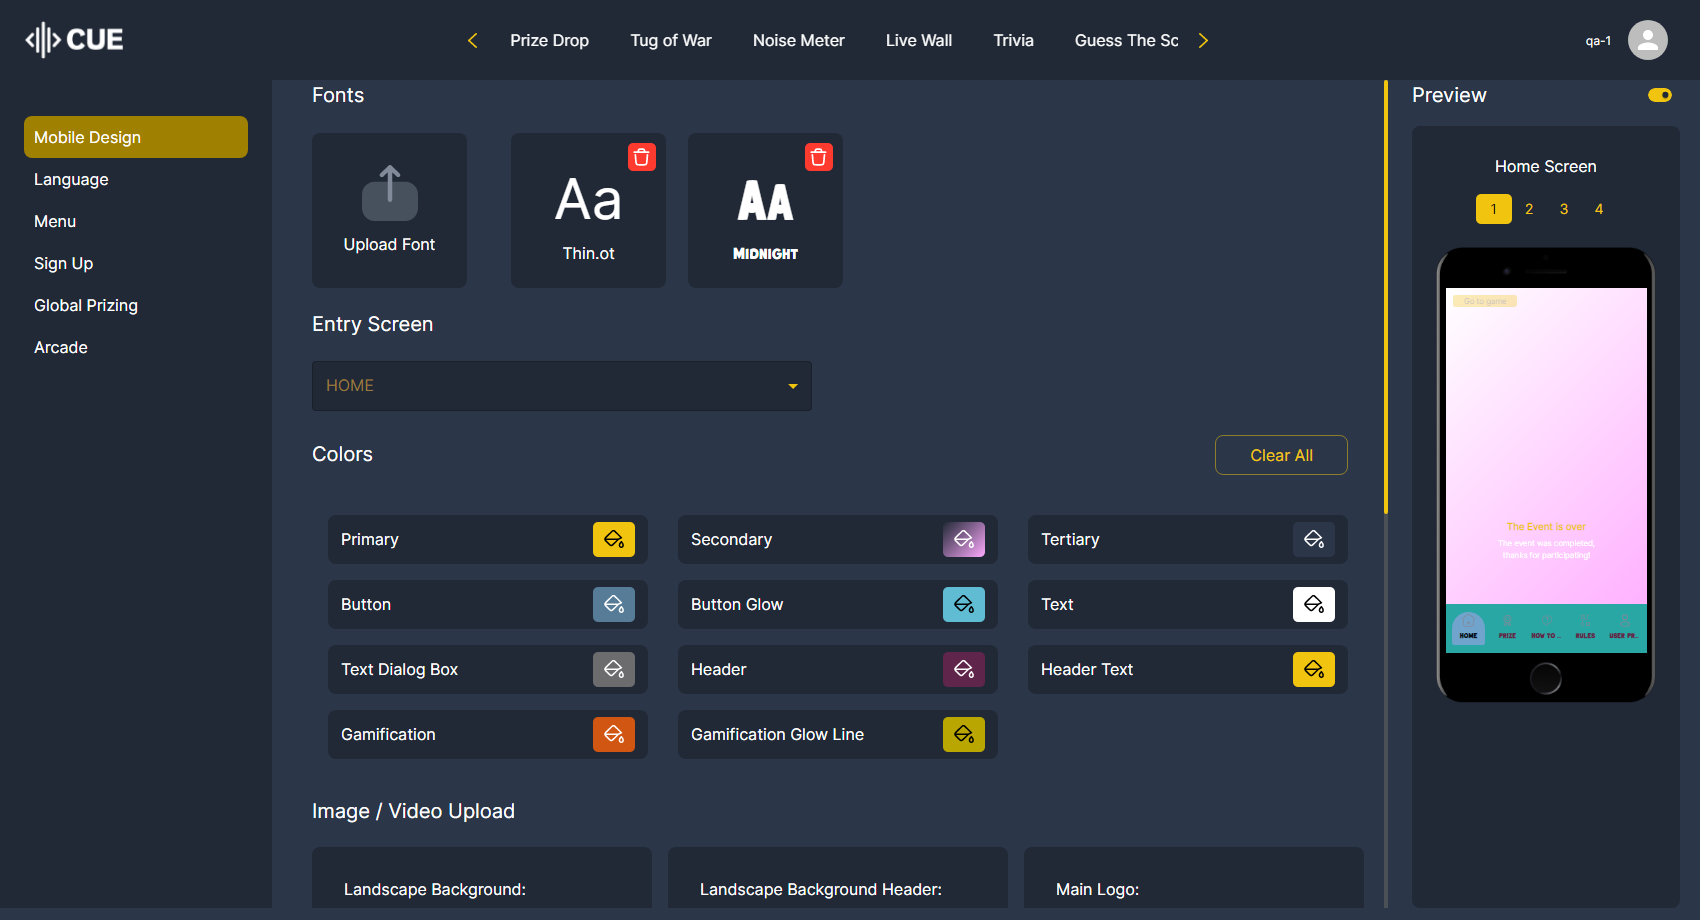 CUE
Prize Drop
Tug of War
Noise Meter
Live Wall
Trivia
Guess The Sc
qa-1
Mobile Design
Language
Menu
Sign Up
Global Prizing
Arcade
Fonts
Upload Font
Aa
Thin.ot
AA
MIDNIGHT
Entry Screen
HOME
Colors
Clear All
Primary
Secondary
Tertiary
Button
Button Glow
Text
Text Dialog Box
Header
Header Text
Gamification
Gamification Glow Line
Image / Video Upload
Landscape Background:
Landscape Background Header:
Main Logo:
Preview
Home Screen
1 2 3 4
Go to game
The Event is over
The event was completed,
thanks for participating!
HOME PRIZE HOW TO ... RULES USER PR...